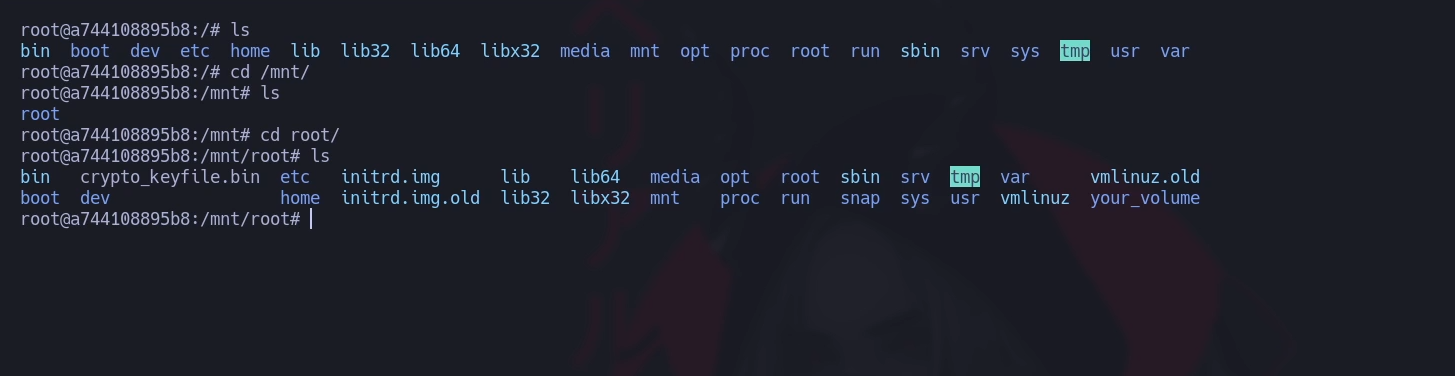 root@a744108895b8:/# ls
bin  boot  dev  etc  home  lib  lib32  lib64  libx32  media  mnt  opt  proc  root  run  sbin  srv  sys  tmp  usr  var
root@a744108895b8:/# cd /mnt/
root@a744108895b8:/mnt# ls
root
root@a744108895b8:/mnt# cd root/
root@a744108895b8:/mnt/root# ls
bin   crypto_keyfile.bin  etc   initrd.img      lib    lib64   media  opt   root  sbin  srv  tmp  var      vmlinuz.old
boot  dev                 home  initrd.img.old  lib32  libx32  mnt    proc  run   snap  sys  usr  vmlinuz  your_volume
root@a744108895b8:/mnt/root#